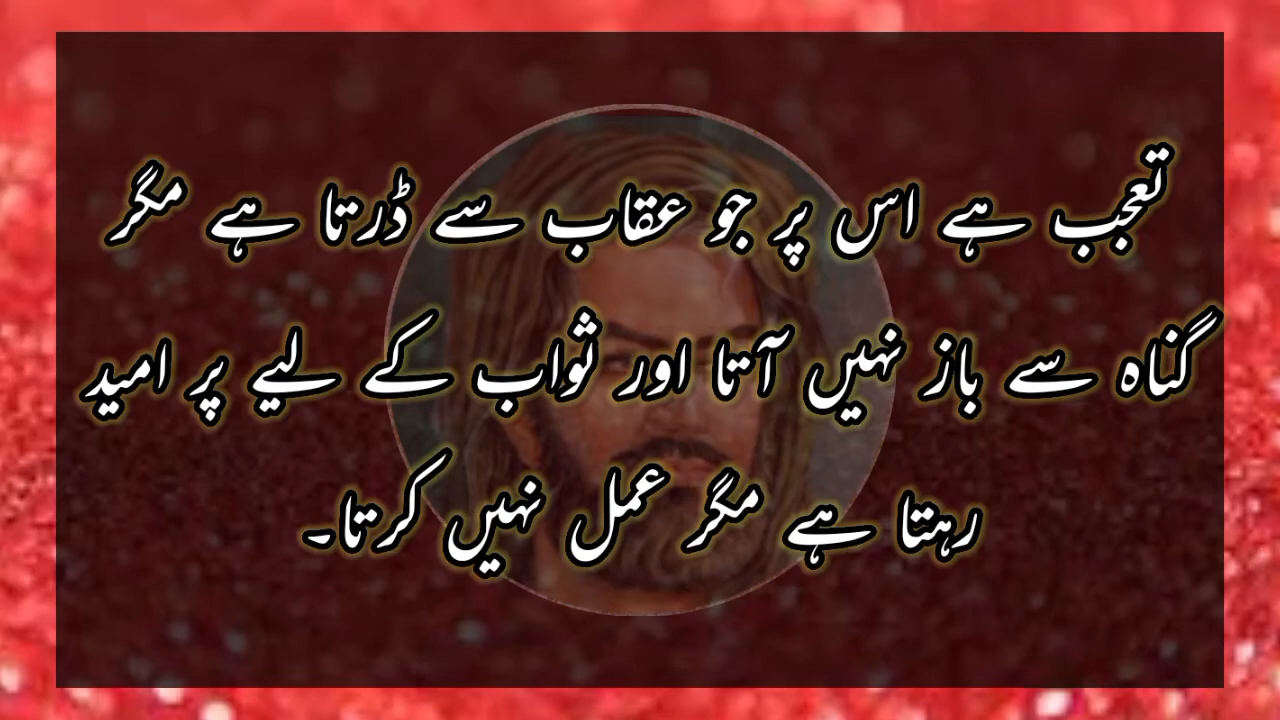 تعجب ہے اس پر جو عقاب سے ڈرتا ہے مگر
گناہ سے باز نہیں آتا اور ثواب کے لیے پر امید
رہتا ہے مگر عمل نہیں کرتا۔